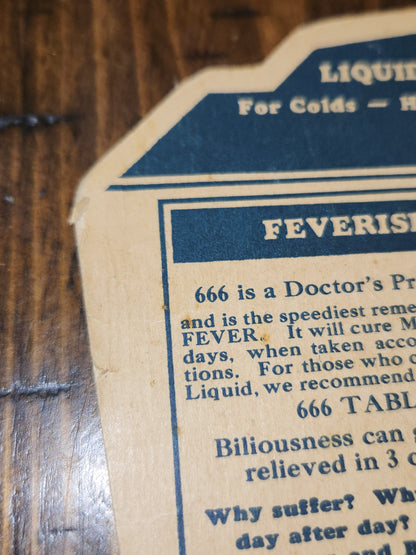 LIQUID
For Colds —
FEVERISH
666 is a Doctor's Pr
and is the speediest reme
FEVER. It will cure M
days, when taken acco
tions. For those who
Liquid, we recommend
666 TABL
Biliousness can
relieved in 3
Why suffer? Wh
day after day?